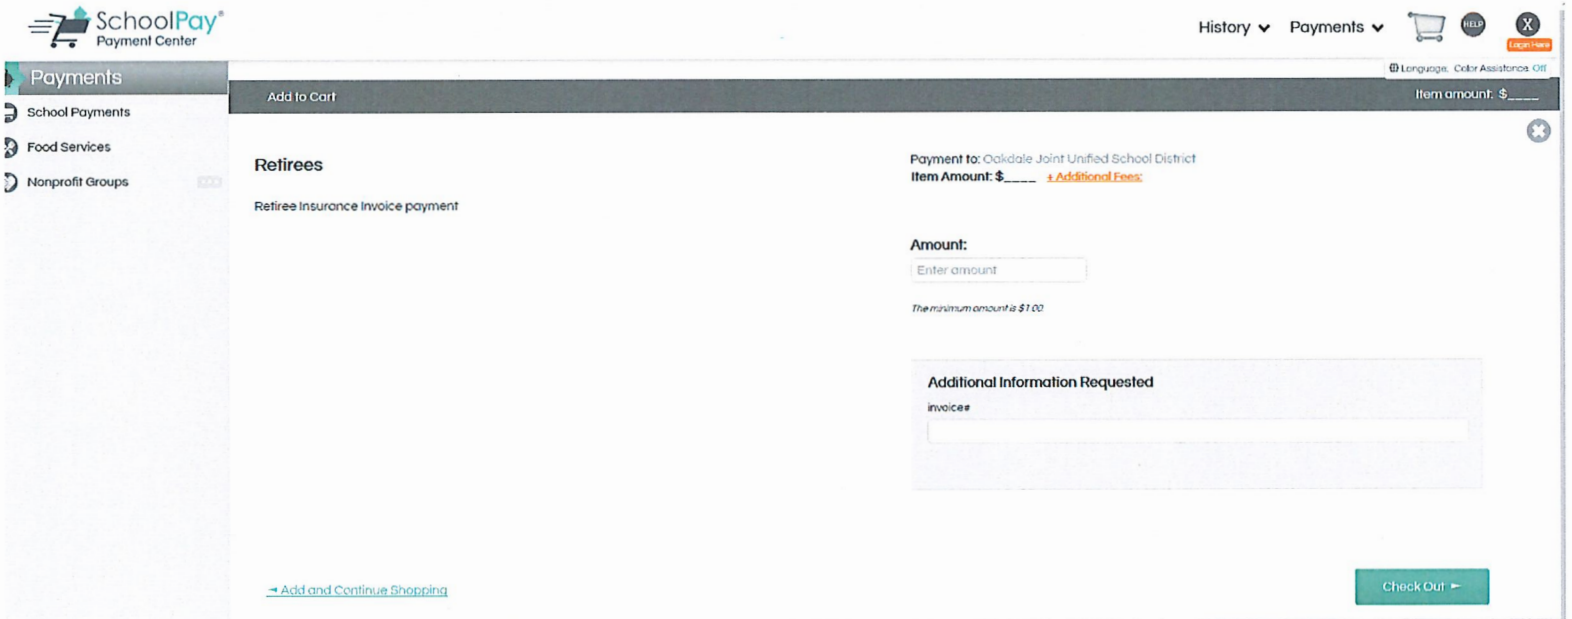 SchoolPay®
Payment Center
History
Payments
HELP
X
Login Here
Language, Color Assistance: Off
Payments
School Payments
Food Services
Nonprofit Groups
Add to Cart
Item amount: $____
Retirees
Retiree Insurance Invoice payment
Payment to: Oakdale Joint Unified School District
Item Amount: $____ + Additional Fees:
Amount:
Enter amount
The minimum amount is $1.00
Additional Information Requested
invoice#
Add and Continue Shopping
Check Out